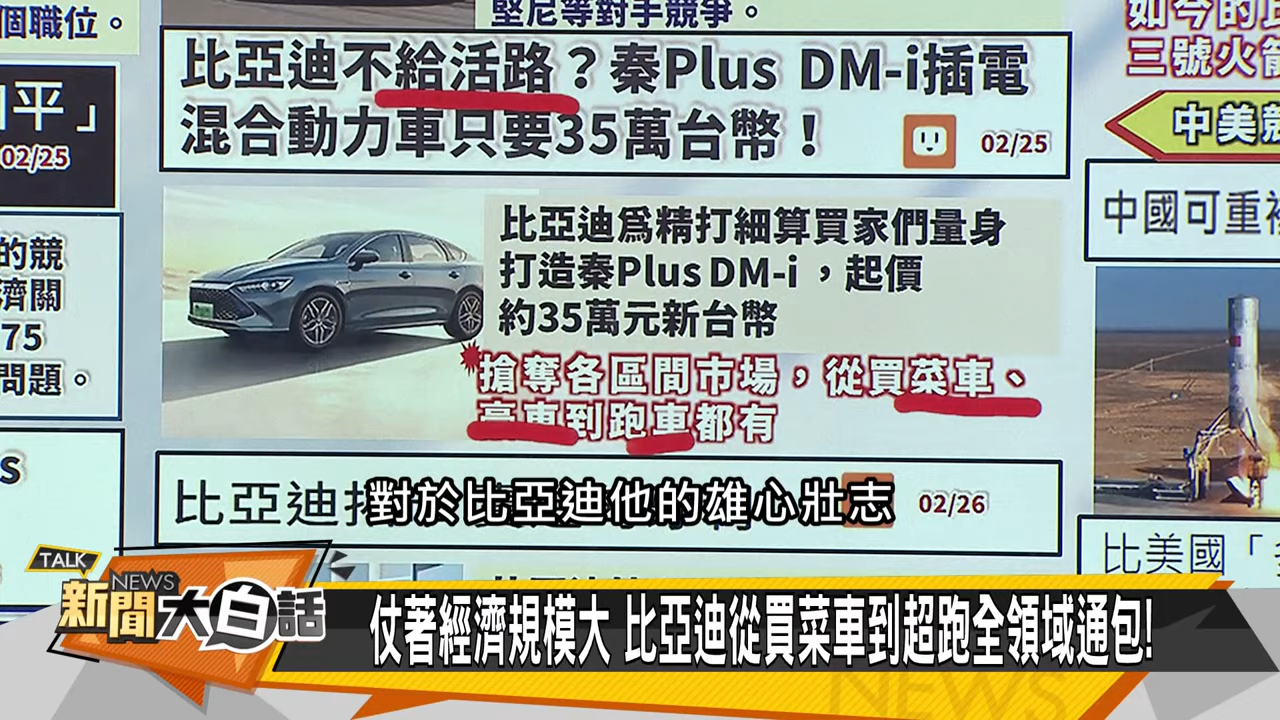 個職位。
堅尼等對手競爭。
如今的
三號火箭
比亞迪不給活路？秦Plus DM-i插電
混合動力車只要35萬台幣！
02/25
平」
02/25
中美競
中國可重複
的競
濟關
75
問題。
比亞迪爲精打細算買家們量身
打造秦Plus DM-i，起價
約35萬元新台幣
搶奪各區間市場，從買菜車、
豪車到跑車都有
比亞迪
02/26
對於比亞迪他的雄心壯志
比美國「
TALK
NEWS
新聞大白話
仗著經濟規模大 比亞迪從買菜車到超跑全領域通包!
NEWS